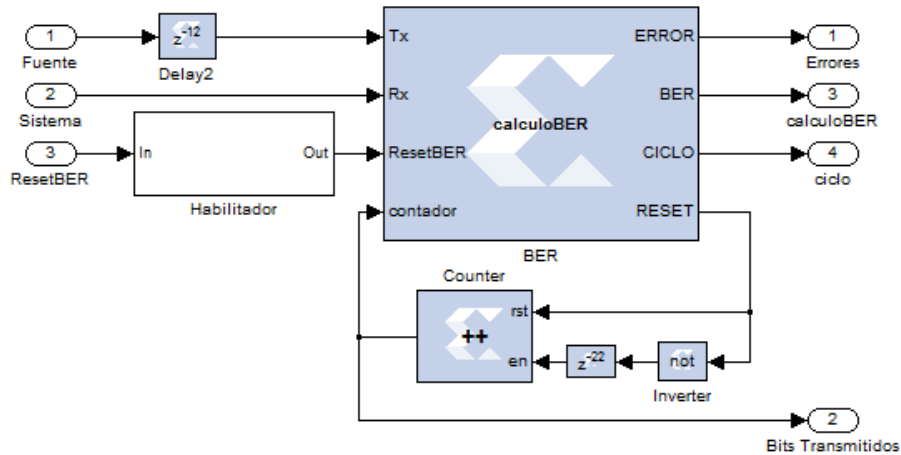 1
Fuente
z-12
Delay2
2
Sistema
3
ResetBER
In
Out
Habilitador
Tx
Rx
ResetBER
contador
calculoBER
ERROR
BER
CICLO
RESET
BER
1
Errores
3
calculoBER
4
ciclo
Counter
++
rst
en
z-22
not
Inverter
2
Bits Transmitidos